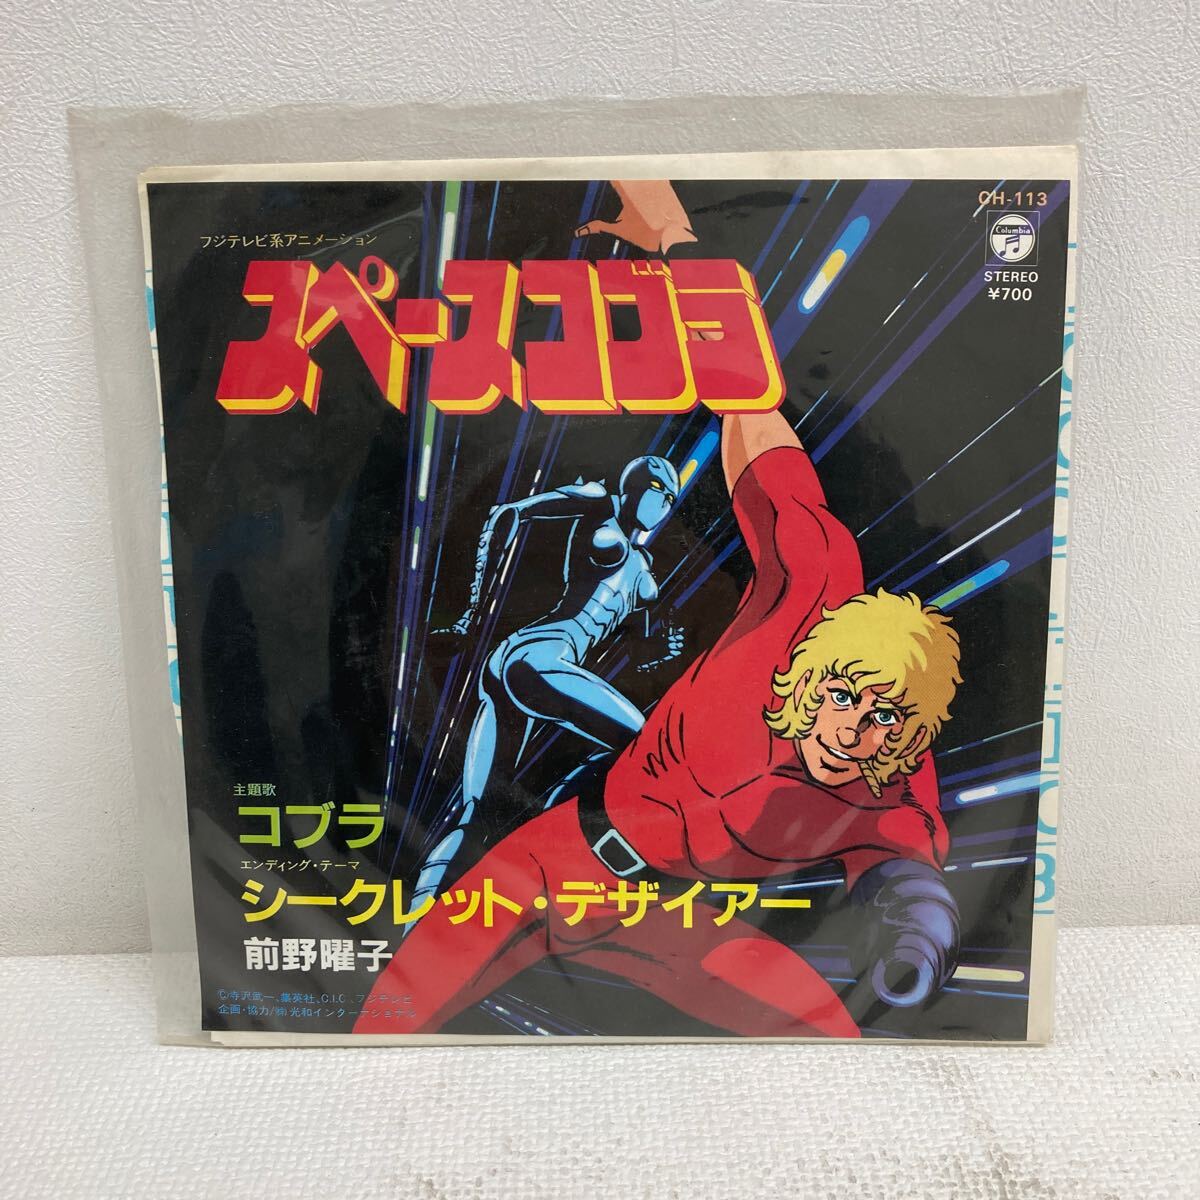 CH-113
Columbia
STEREO
¥700
フジテレビ系アニメーション
スペースコブラ
主題歌
コブラ
エンディング・テーマ
シークレット・デザイアー
前野曜子
©寺沢武一、集英社、C.I.C、フジテレビ
企画・協力/㈱光和インターナショナル